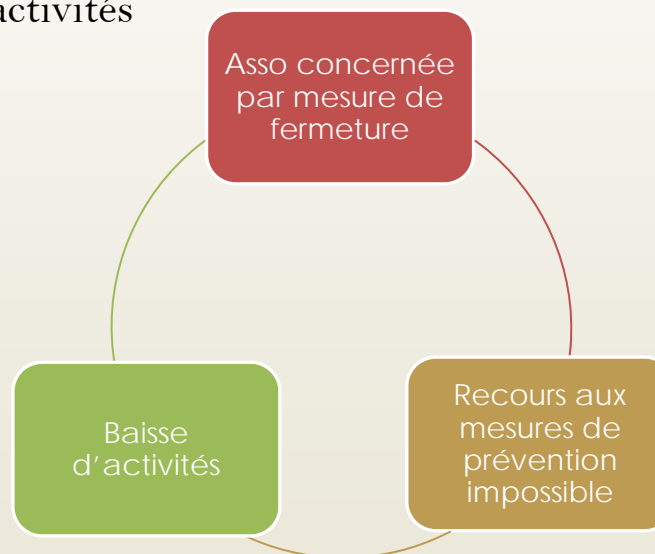 activités
Asso concernée
par mesure de
fermeture
Recours aux
mesures de
prévention
impossible
Baisse
d'activités